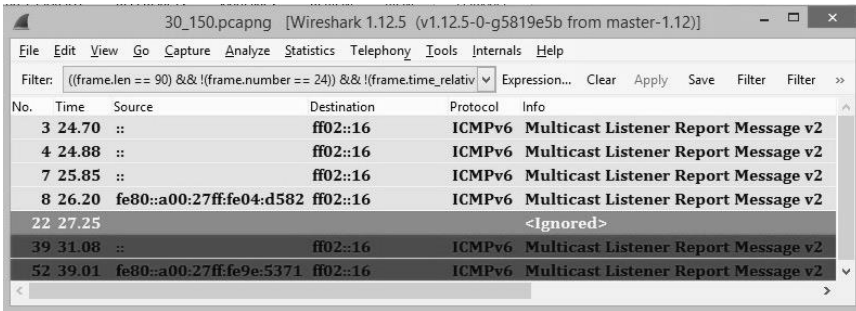 30_150.pcapng [Wireshark 1.12.5 (v1.12.5-0-g5819e5b from master-1.12)]
File Edit View Go Capture Analyze Statistics Telephony Tools Internals Help
Filter: ((frame.len == 90) && !(frame.number == 24)) && !(frame.time_relativ Expression... Clear Apply Save Filter Filter »
No. Time Source Destination Protocol Info
3 24.70 :: ff02::16 ICMPv6 Multicast Listener Report Message v2
4 24.88 :: ff02::16 ICMPv6 Multicast Listener Report Message v2
7 25.85 :: ff02::16 ICMPv6 Multicast Listener Report Message v2
8 26.20 fe80::a00:27ff:fe04:d582 ff02::16 ICMPv6 Multicast Listener Report Message v2
22 27.25 <Ignored>
39 31.08 :: ff02::16 ICMPv6 Multicast Listener Report Message v2
52 39.01 fe80::a00:27ff:fe9e:5371 ff02::16 ICMPv6 Multicast Listener Report Message v2